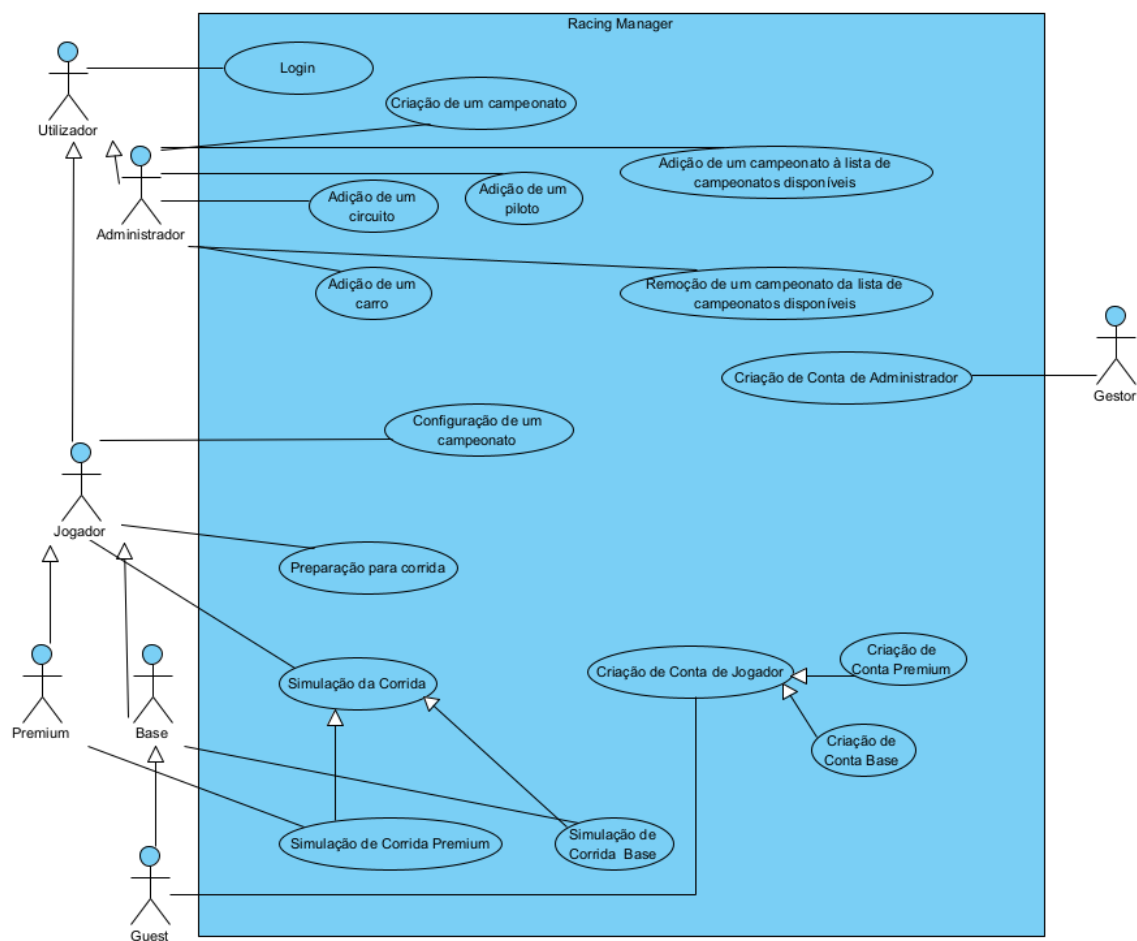 Racing Manager
Login
Utilizador
Criação de um campeonato
Adição de um campeonato à lista de
campeonatos disponíveis
Adição de um
piloto
Adição de um
circuito
Administrador
Adição de um
carro
Remoção de um campeonato da lista de
campeonatos disponíveis
Criação de Conta de Administrador
Gestor
Configuração de um
campeonato
Jogador
Preparação para corrida
Simulação da Corrida
Criação de Conta de Jogador
Criação de
Conta Premium
Premium
Base
Criação de
Conta Base
Simulação de Corrida Premium
Simulação de
Corrida Base
Guest